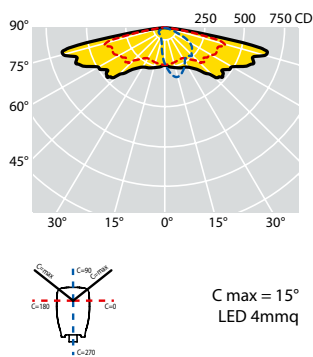 90° 250 500 750 CD
75°
60°
45°
30° 15° 0° 15° 30°
C=max C=90 C=max
C=180 C=0
C=270
C max = 15°
LED 4mmq